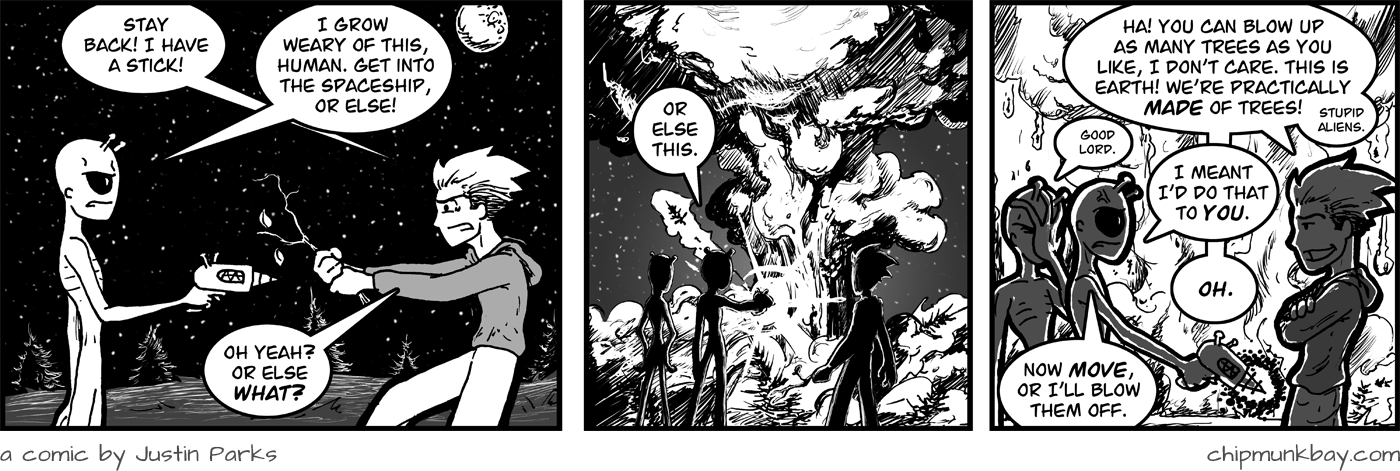 STAY
BACK! I HAVE
A STICK!
I GROW
WEARY OF THIS,
HUMAN. GET INTO
THE SPACESHIP,
OR ELSE!
OH YEAH?
OR ELSE
WHAT?
OR
ELSE
THIS.
HA! YOU CAN BLOW UP
AS MANY TREES AS YOU
LIKE, I DON'T CARE. THIS IS
EARTH! WE'RE PRACTICALLY
MADE OF TREES!
STUPID
ALIENS.
GOOD
LORD.
I MEANT
I'D DO THAT
TO YOU.
OH.
NOW MOVE,
OR I'LL BLOW
THEM OFF.
a comic by Justin Parks
chipmunkbay.com